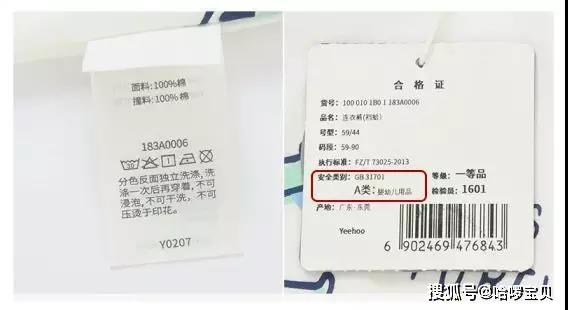 面料：100%棉
撞料：100%棉
183A0006
分色反面独立洗涤，洗
涤一次后再穿着，不可
浸泡，不可干洗，不可
压烫于印花。
Y0207
合格证
货号：100 010 1B0 1 183A0006
品名：连衣裤(档蛤)
号型：59/44
码段：59-90
执行标准：FZ/T 73025-2013
安全类别：GB 31701
等级：一等品
A类：婴幼儿用品
检验员：1601
产地：广东·东莞
Yeehoo
6 902469 476843
搜狐号@哈啰宝贝